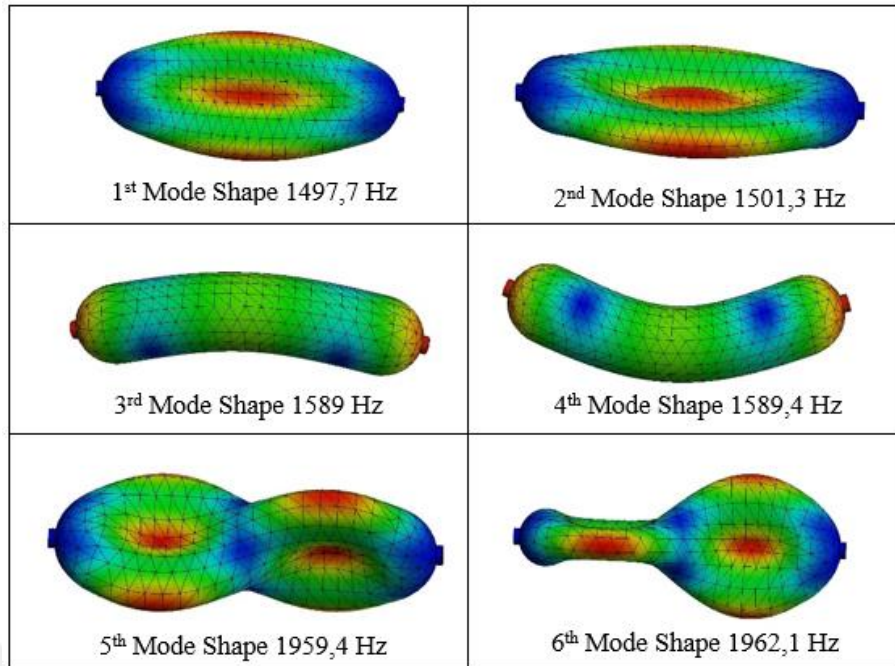 1st Mode Shape 1497,7 Hz
2nd Mode Shape 1501,3 Hz
3rd Mode Shape 1589 Hz
4th Mode Shape 1589,4 Hz
5th Mode Shape 1959,4 Hz
6th Mode Shape 1962,1 Hz